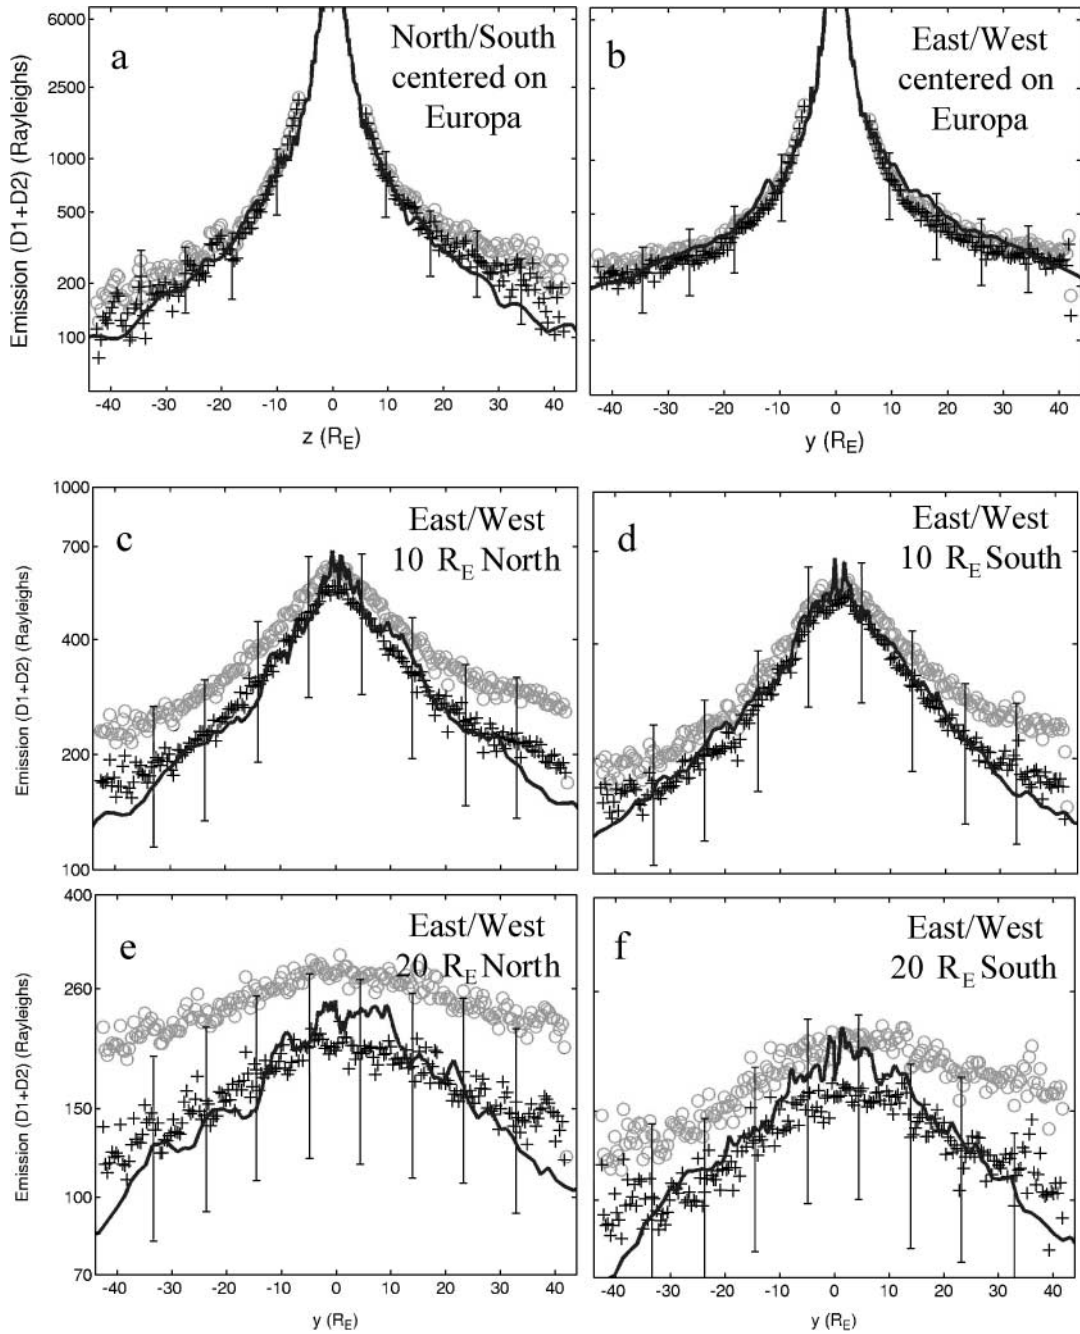 a
North/South
centered on
Europa
Emission (D1+D2) (Rayleighs)
6000
2500
1000
500
200
100
-40 -30 -20 -10 0 10 20 30 40
z (R_E)
b
East/West
centered on
Europa
-40 -30 -20 -10 0 10 20 30 40
y (R_E)
c
East/West
10 R_E North
Emission (D1+D2) (Rayleighs)
1000
700
400
200
100
d
East/West
10 R_E South
e
East/West
20 R_E North
Emission (D1+D2) (Rayleighs)
400
260
150
100
70
-40 -30 -20 -10 0 10 20 30 40
y (R_E)
f
East/West
20 R_E South
-40 -30 -20 -10 0 10 20 30 40
y (R_E)